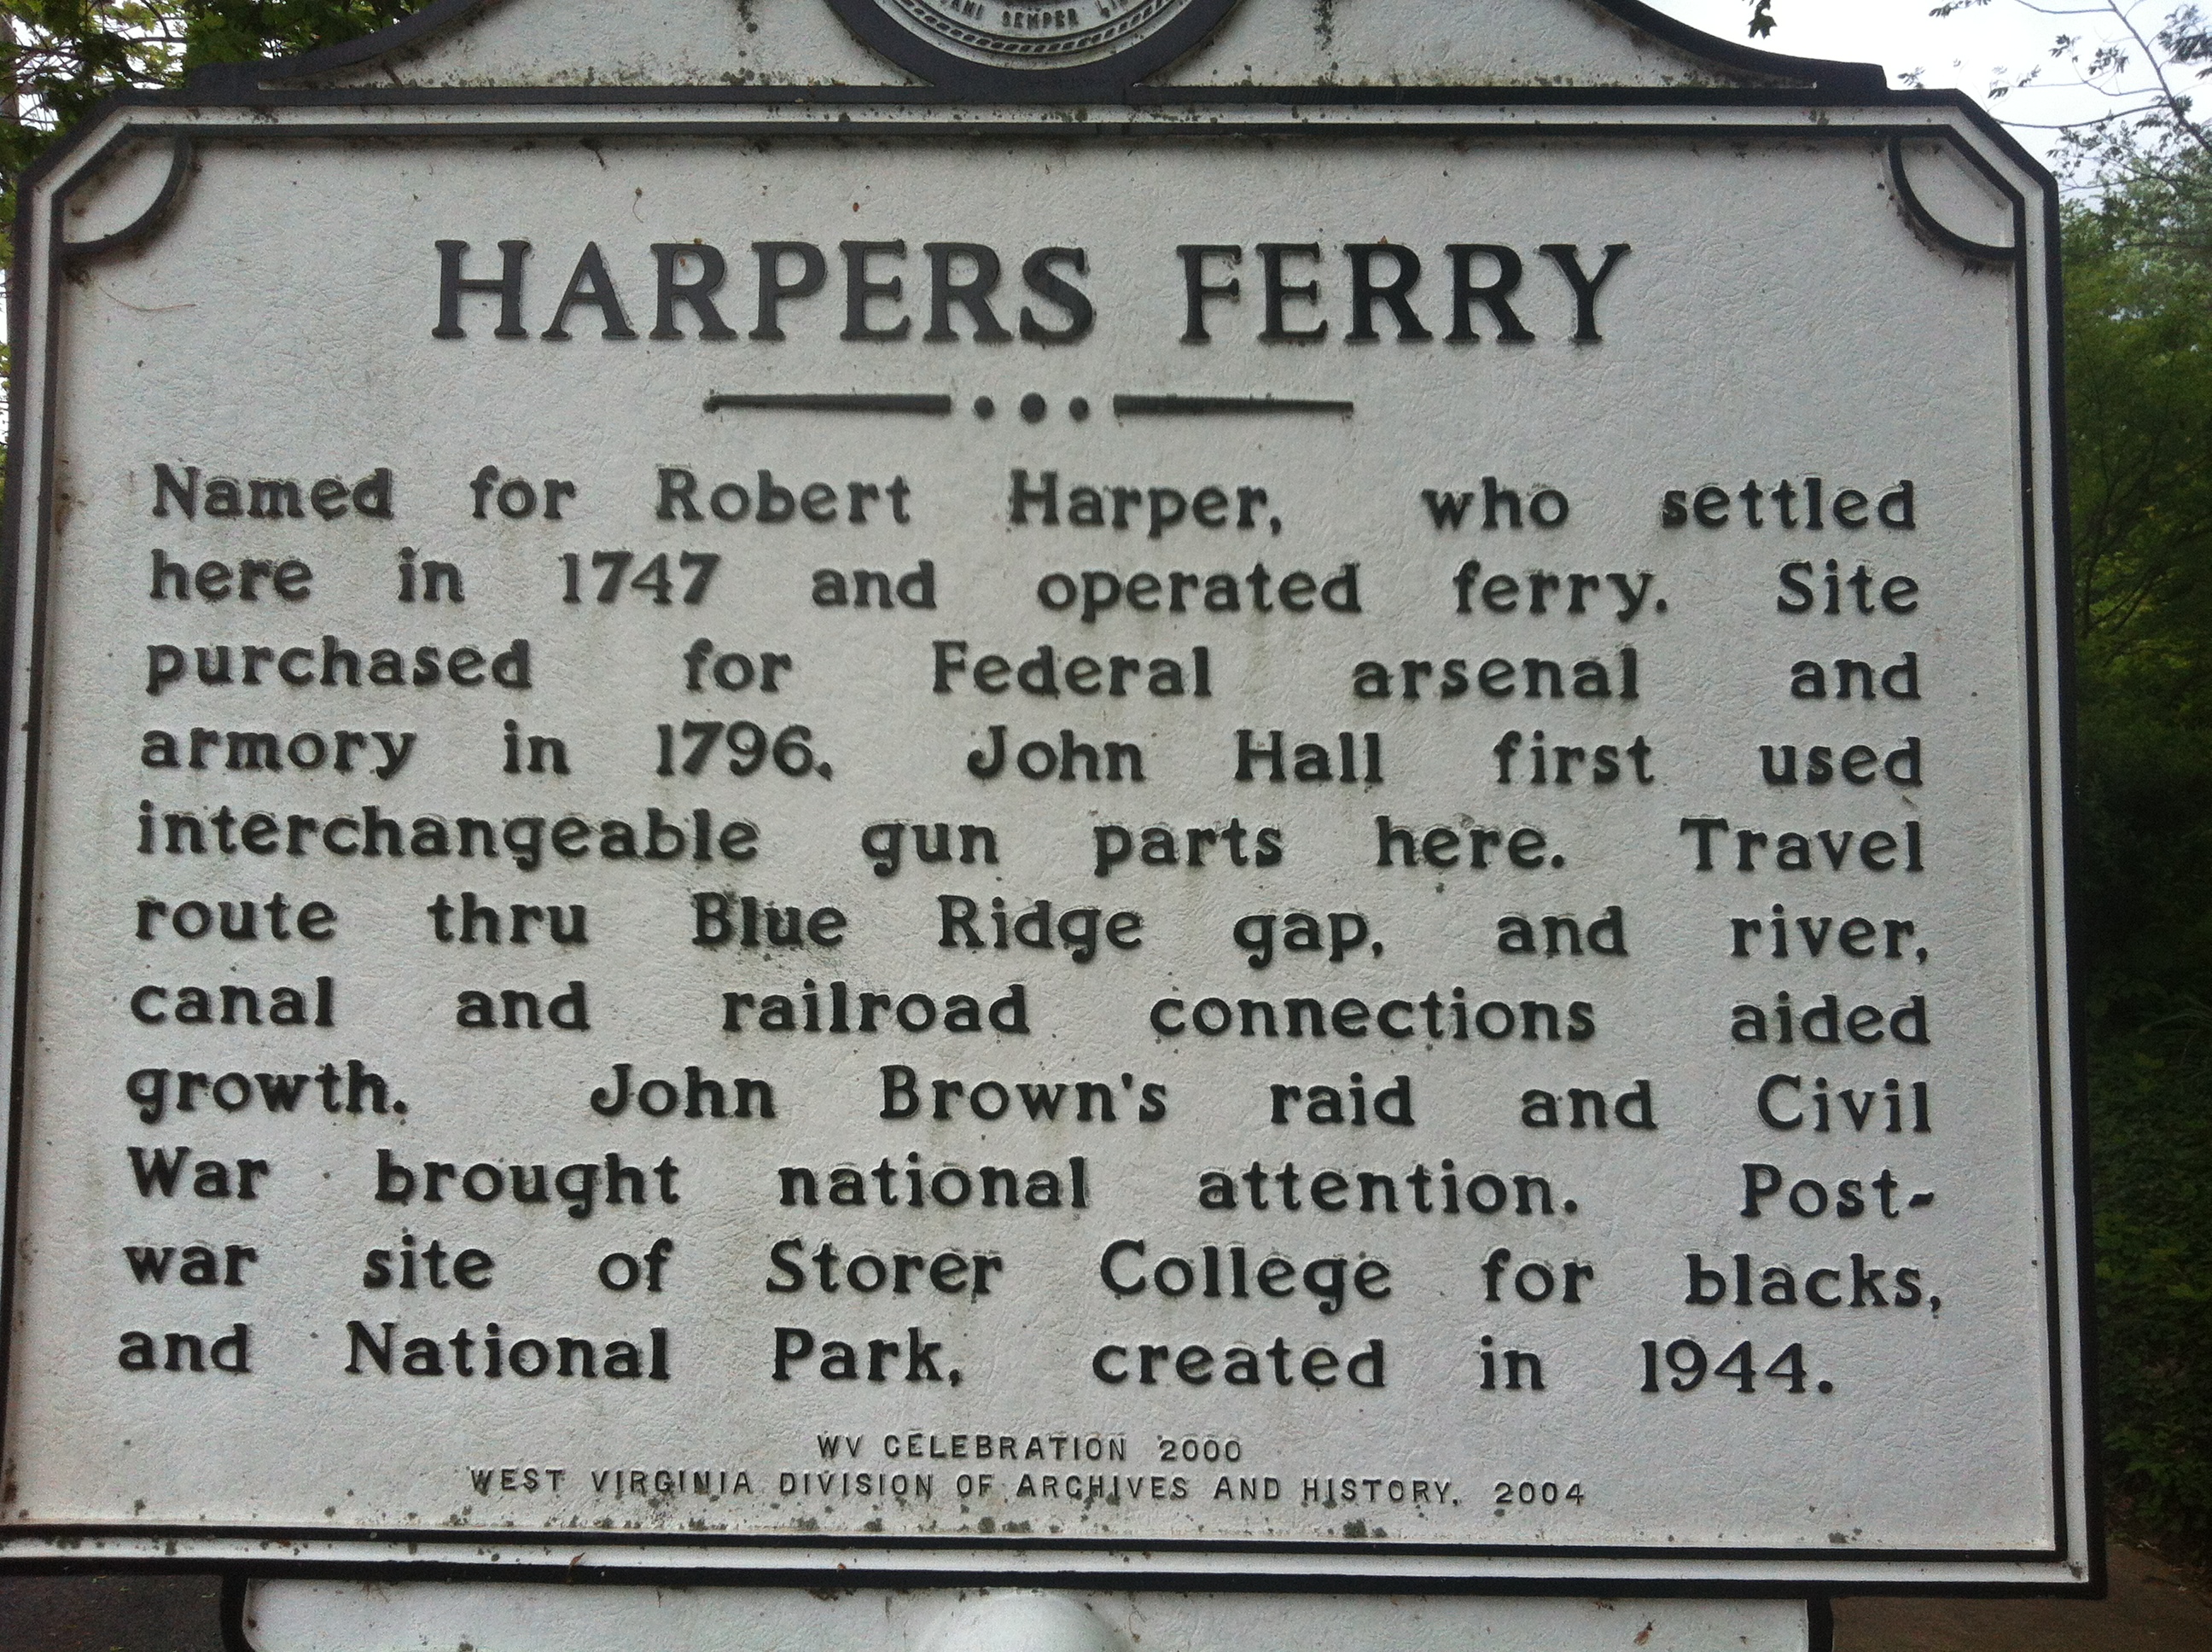 SEMPER
HARPERS FERRY
Named for Robert Harper, who settled
here in 1747 and operated ferry. Site
purchased for Federal arsenal and
armory in 1796. John Hall first used
interchangeable gun parts here. Travel
route thru Blue Ridge gap, and river,
canal and railroad connections aided
growth. John Brown's raid and Civil
War brought national attention. Post-
war site of Storer College for blacks,
and National Park, created in 1944.
WV CELEBRATION 2000
WEST VIRGINIA DIVISION OF ARCHIVES AND HISTORY, 2004